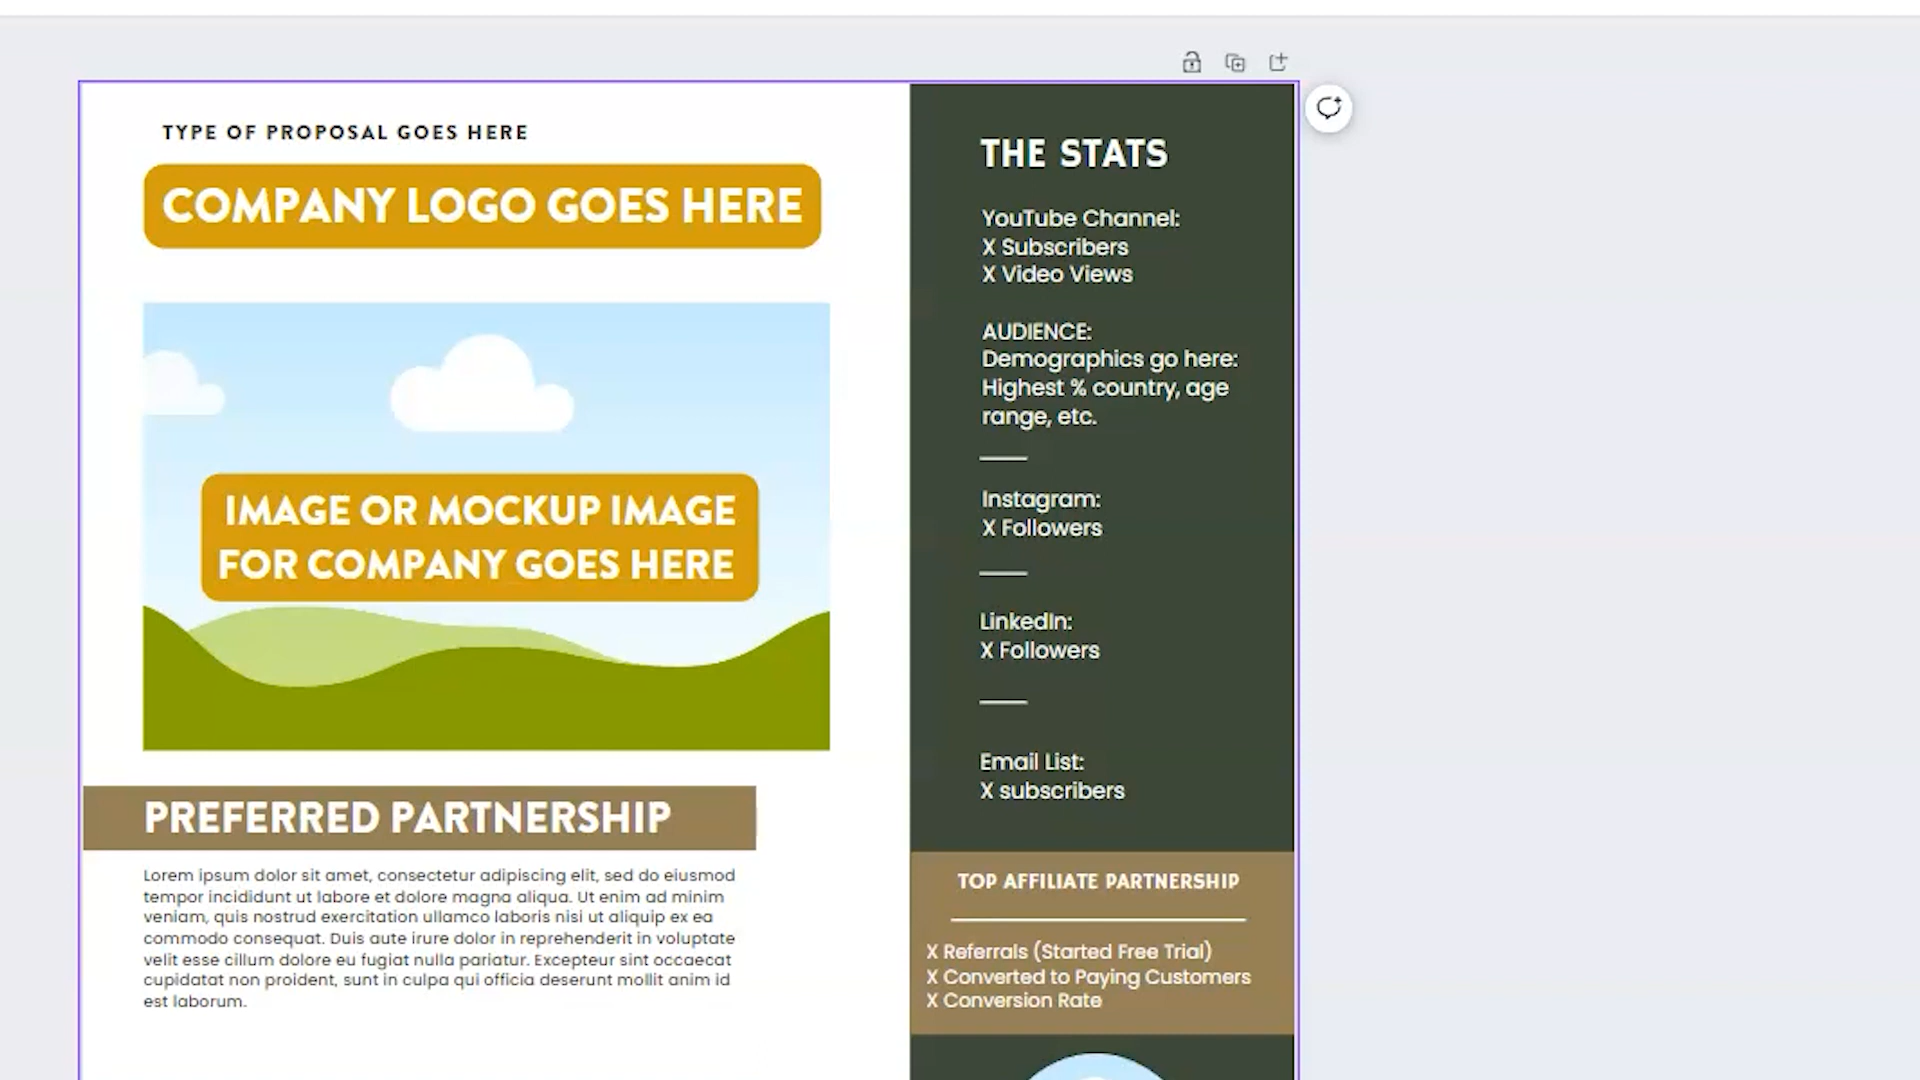 TYPE OF PROPOSAL GOES HERE
COMPANY LOGO GOES HERE
IMAGE OR MOCKUP IMAGE
FOR COMPANY GOES HERE
PREFERRED PARTNERSHIP
Lorem ipsum dolor sit amet, consectetur adipiscing elit, sed do eiusmod
tempor incididunt ut labore et dolore magna aliqua. Ut enim ad minim
veniam, quis nostrud exercitation ullamco laboris nisi ut aliquip ex ea
commodo consequat. Duis aute irure dolor in reprehenderit in voluptate
velit esse cillum dolore eu fugiat nulla pariatur. Excepteur sint occaecat
cupidatat non proident, sunt in culpa qui officia deserunt mollit anim id
est laborum.
THE STATS
YouTube Channel:
X Subscribers
X Video Views
AUDIENCE:
Demographics go here:
Highest % country, age
range, etc.
Instagram:
X Followers
LinkedIn:
X Followers
Email List:
X subscribers
TOP AFFILIATE PARTNERSHIP
X Referrals (Started Free Trial)
X Converted to Paying Customers
X Conversion Rate